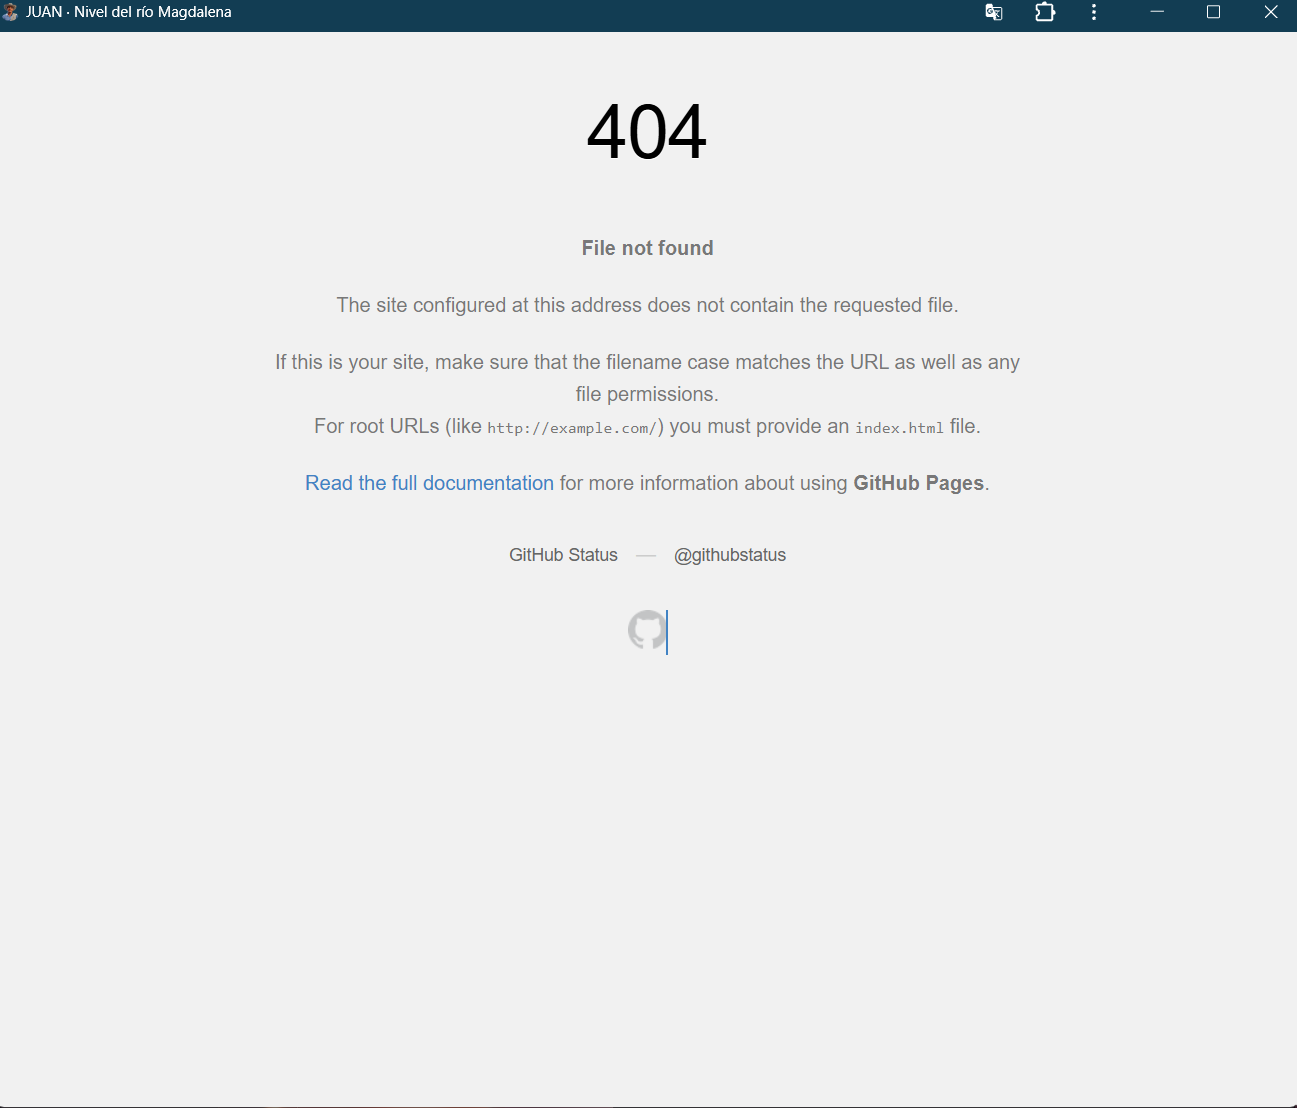 JUAN · Nivel del río Magdalena
404
File not found
The site configured at this address does not contain the requested file.
If this is your site, make sure that the filename case matches the URL as well as any
file permissions.
For root URLs (like http://example.com/) you must provide an index.html file.
Read the full documentation for more information about using GitHub Pages.
GitHub Status — @githubstatus